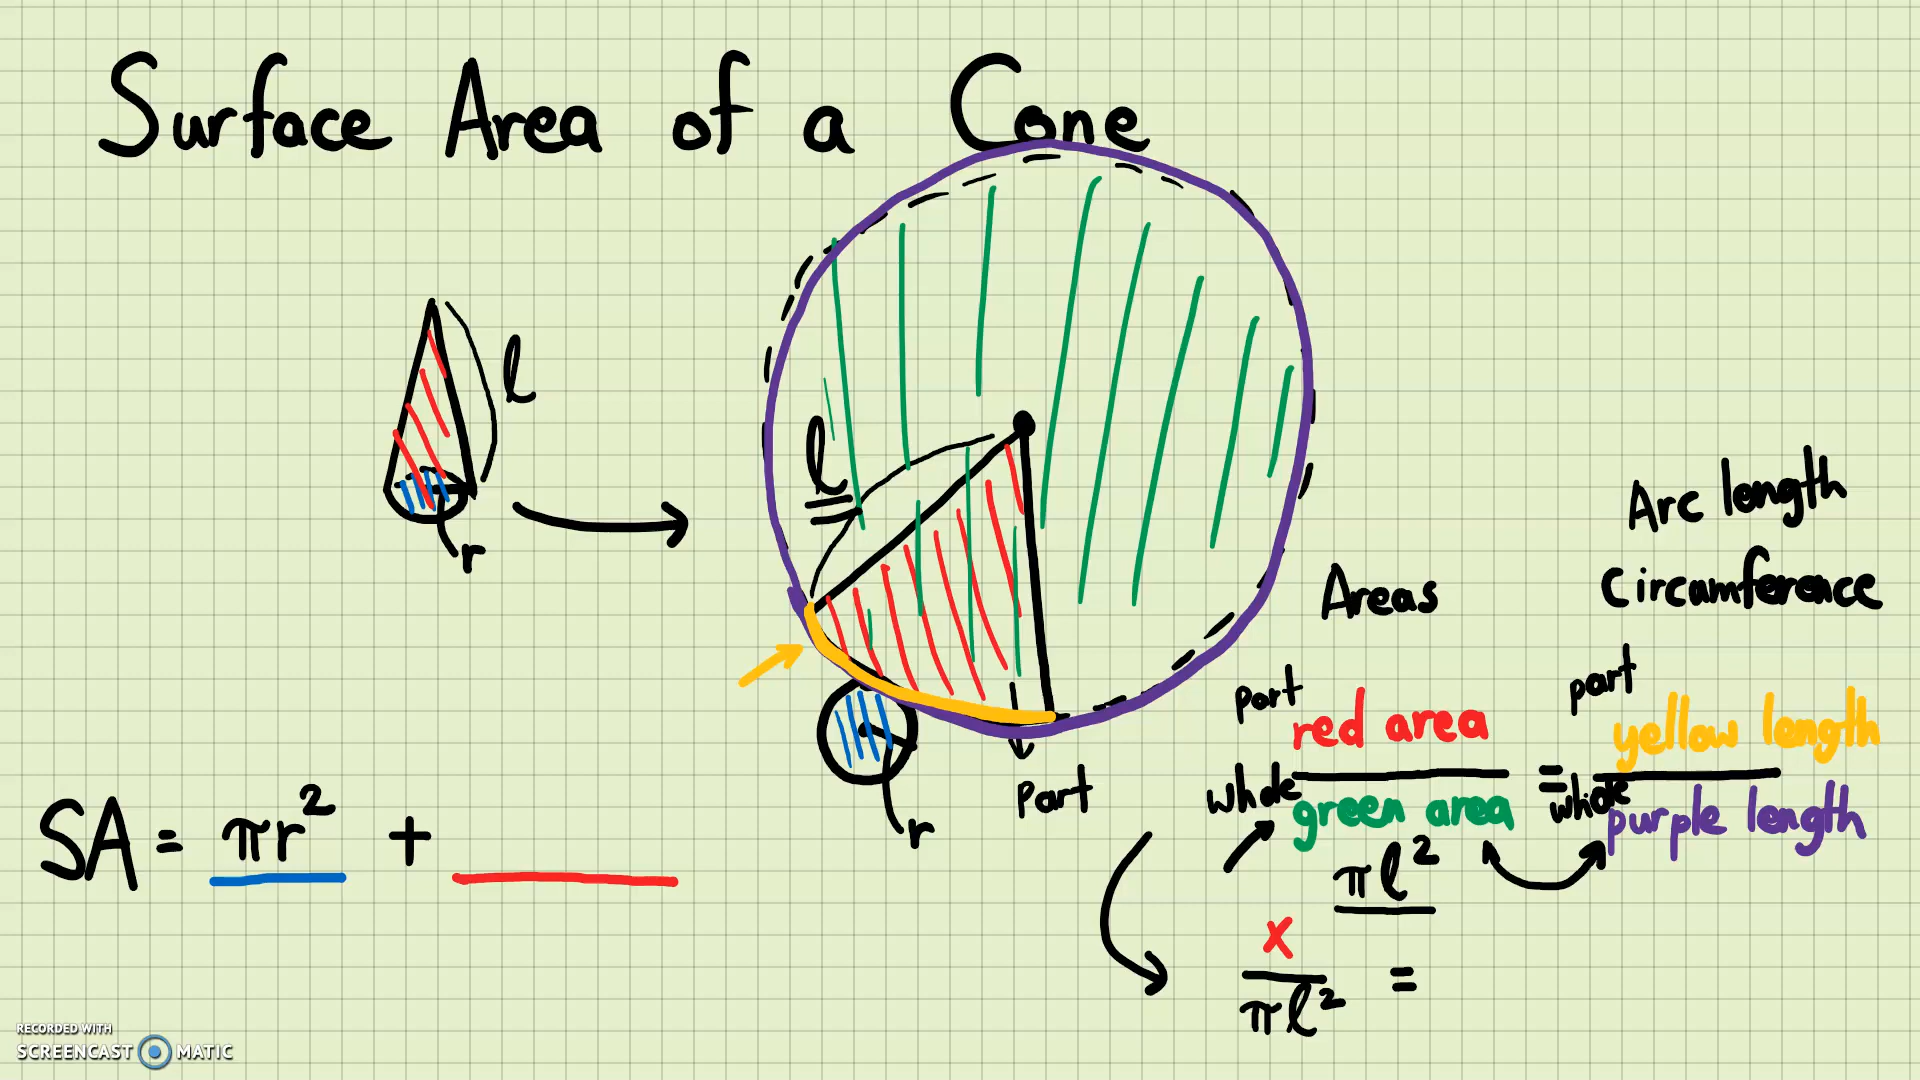 Surface Area of a Cone
l
r
l
r
part
SA = πr² +
Areas
Arc length
Circumference
part
red area
whole
green area
=
part
yellow length
whole
purple length
πl²
x
πl²
=
RECORDED WITH
SCREENCAST MATIC